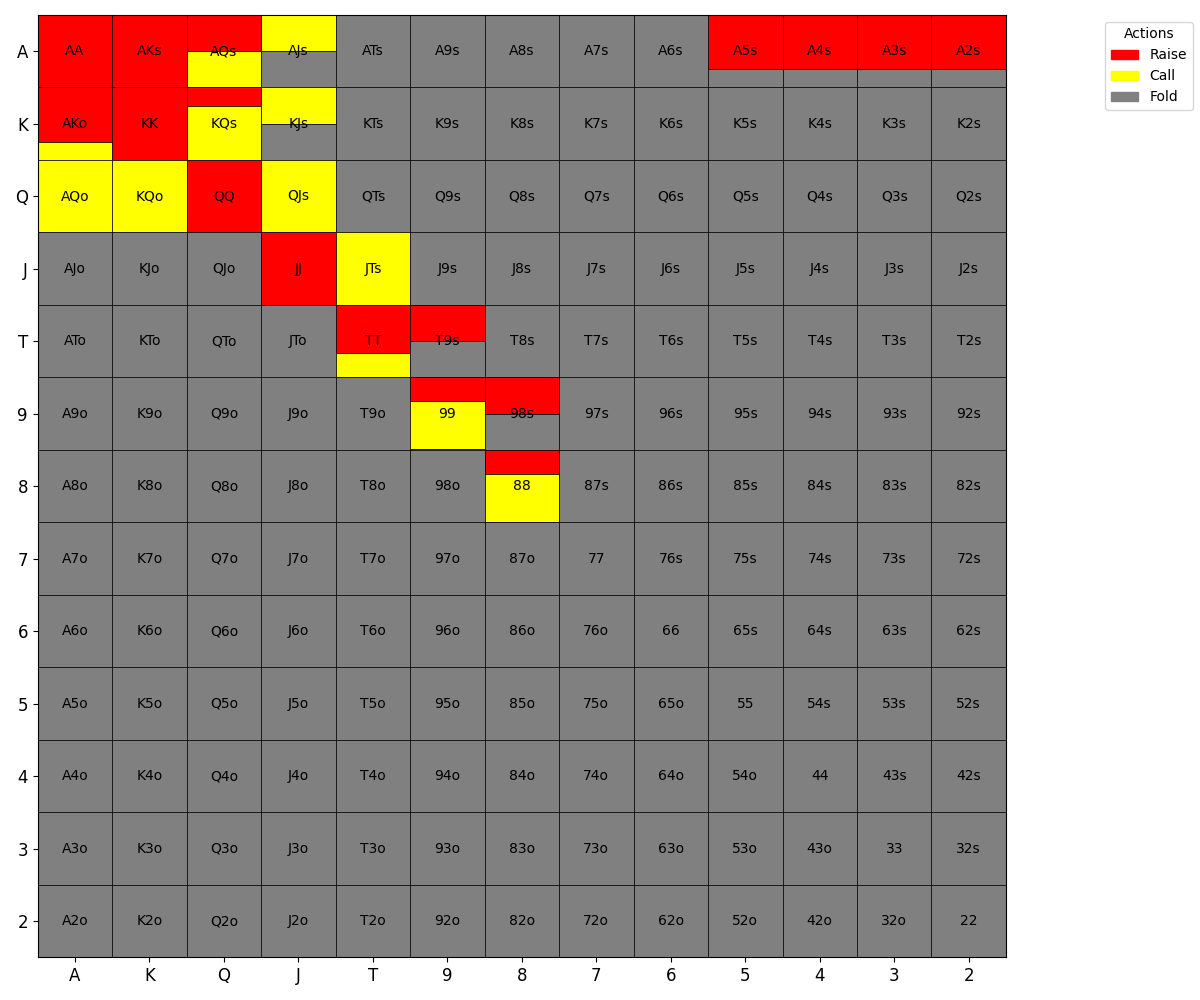 A AA AKs AQs AJs ATs A9s A8s A7s A6s A5s A4s A3s A2s
K AKo KK KQs KJs KTs K9s K8s K7s K6s K5s K4s K3s K2s
Q AQo KQo QQ QJs QTs Q9s Q8s Q7s Q6s Q5s Q4s Q3s Q2s
J AJo KJo QJo JJ JTs J9s J8s J7s J6s J5s J4s J3s J2s
T ATo KTo QTo JTo TT T9s T8s T7s T6s T5s T4s T3s T2s
9 A9o K9o Q9o J9o T9o 99 98s 97s 96s 95s 94s 93s 92s
8 A8o K8o Q8o J8o T8o 98o 88 87s 86s 85s 84s 83s 82s
7 A7o K7o Q7o J7o T7o 97o 87o 77 76s 75s 74s 73s 72s
6 A6o K6o Q6o J6o T6o 96o 86o 76o 66 65s 64s 63s 62s
5 A5o K5o Q5o J5o T5o 95o 85o 75o 65o 55 54s 53s 52s
4 A4o K4o Q4o J4o T4o 94o 84o 74o 64o 54o 44 43s 42s
3 A3o K3o Q3o J3o T3o 93o 83o 73o 63o 53o 43o 33 32s
2 A2o K2o Q2o J2o T2o 92o 82o 72o 62o 52o 42o 32o 22
A K Q J T 9 8 7 6 5 4 3 2
Actions
Raise
Call
Fold